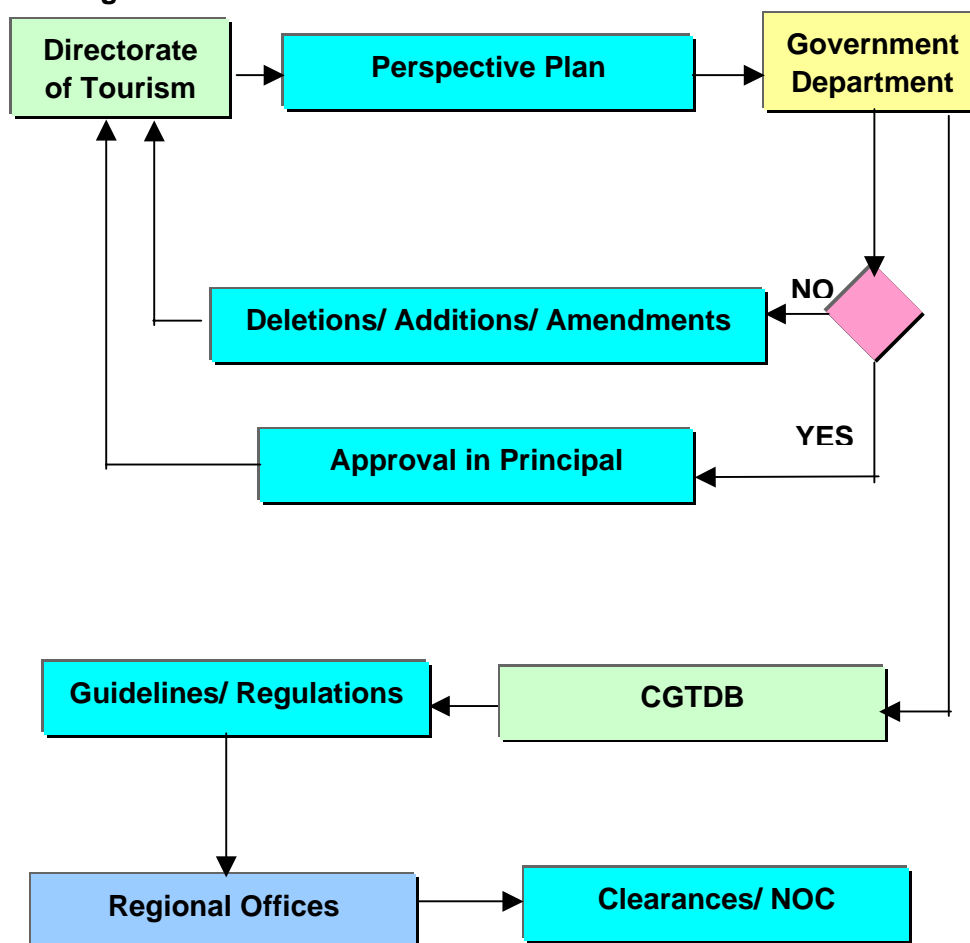 Directorate
of Tourism
Perspective Plan
Government
Department
NO
Deletions/ Additions/ Amendments
YES
Approval in Principal
Guidelines/ Regulations
CGTDB
Regional Offices
Clearances/ NOC